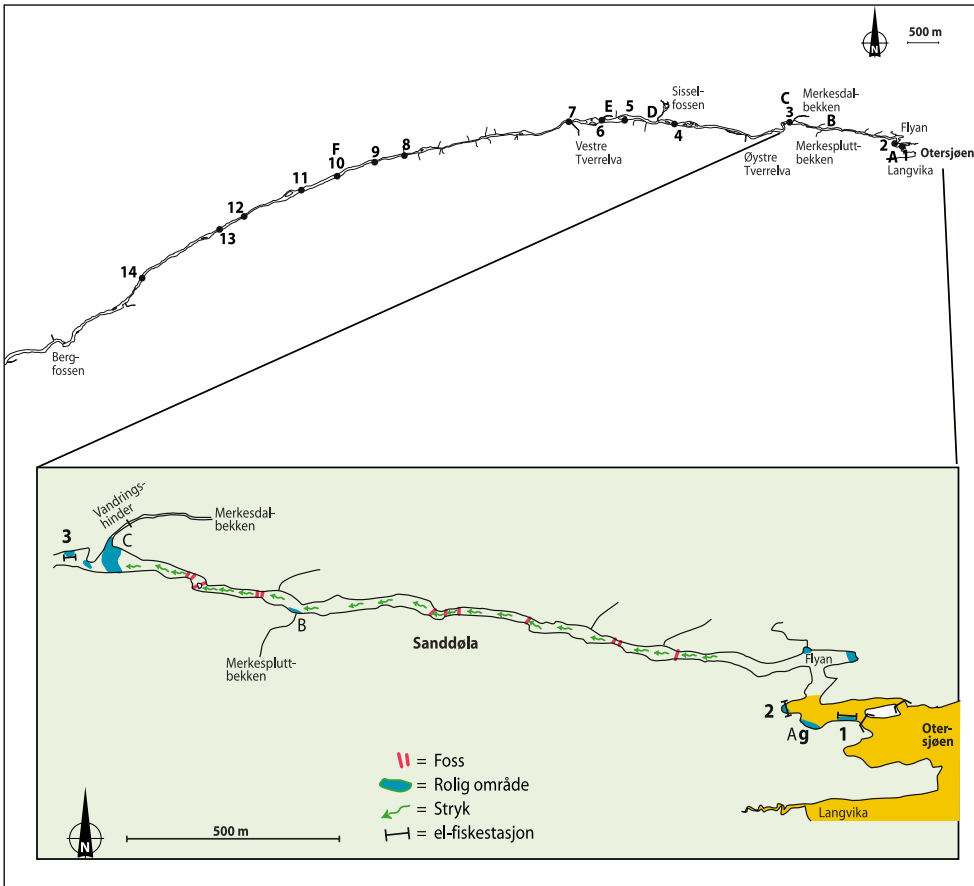 N
500 m
Sissel-
fossen
C
3
Merkesdal-
bekken
B
7
E
5
D
6
4
Vestre
Tverrelva
Øystre
Tverrelva
Merkesplutt-
bekken
Flyan
2
Otersjøen
A
1
Langvika
F
10
9
8
11
12
13
14
Berg-
fossen
Vandrings-
hinder
Merkesdal-
bekken
3
C
B
Merkesplutt-
bekken
Sanddøla
Flyan
2
A g
1
Oter-
sjøen
Langvika
= Foss
= Rolig område
= Stryk
= el-fiskestasjon
N
500 m